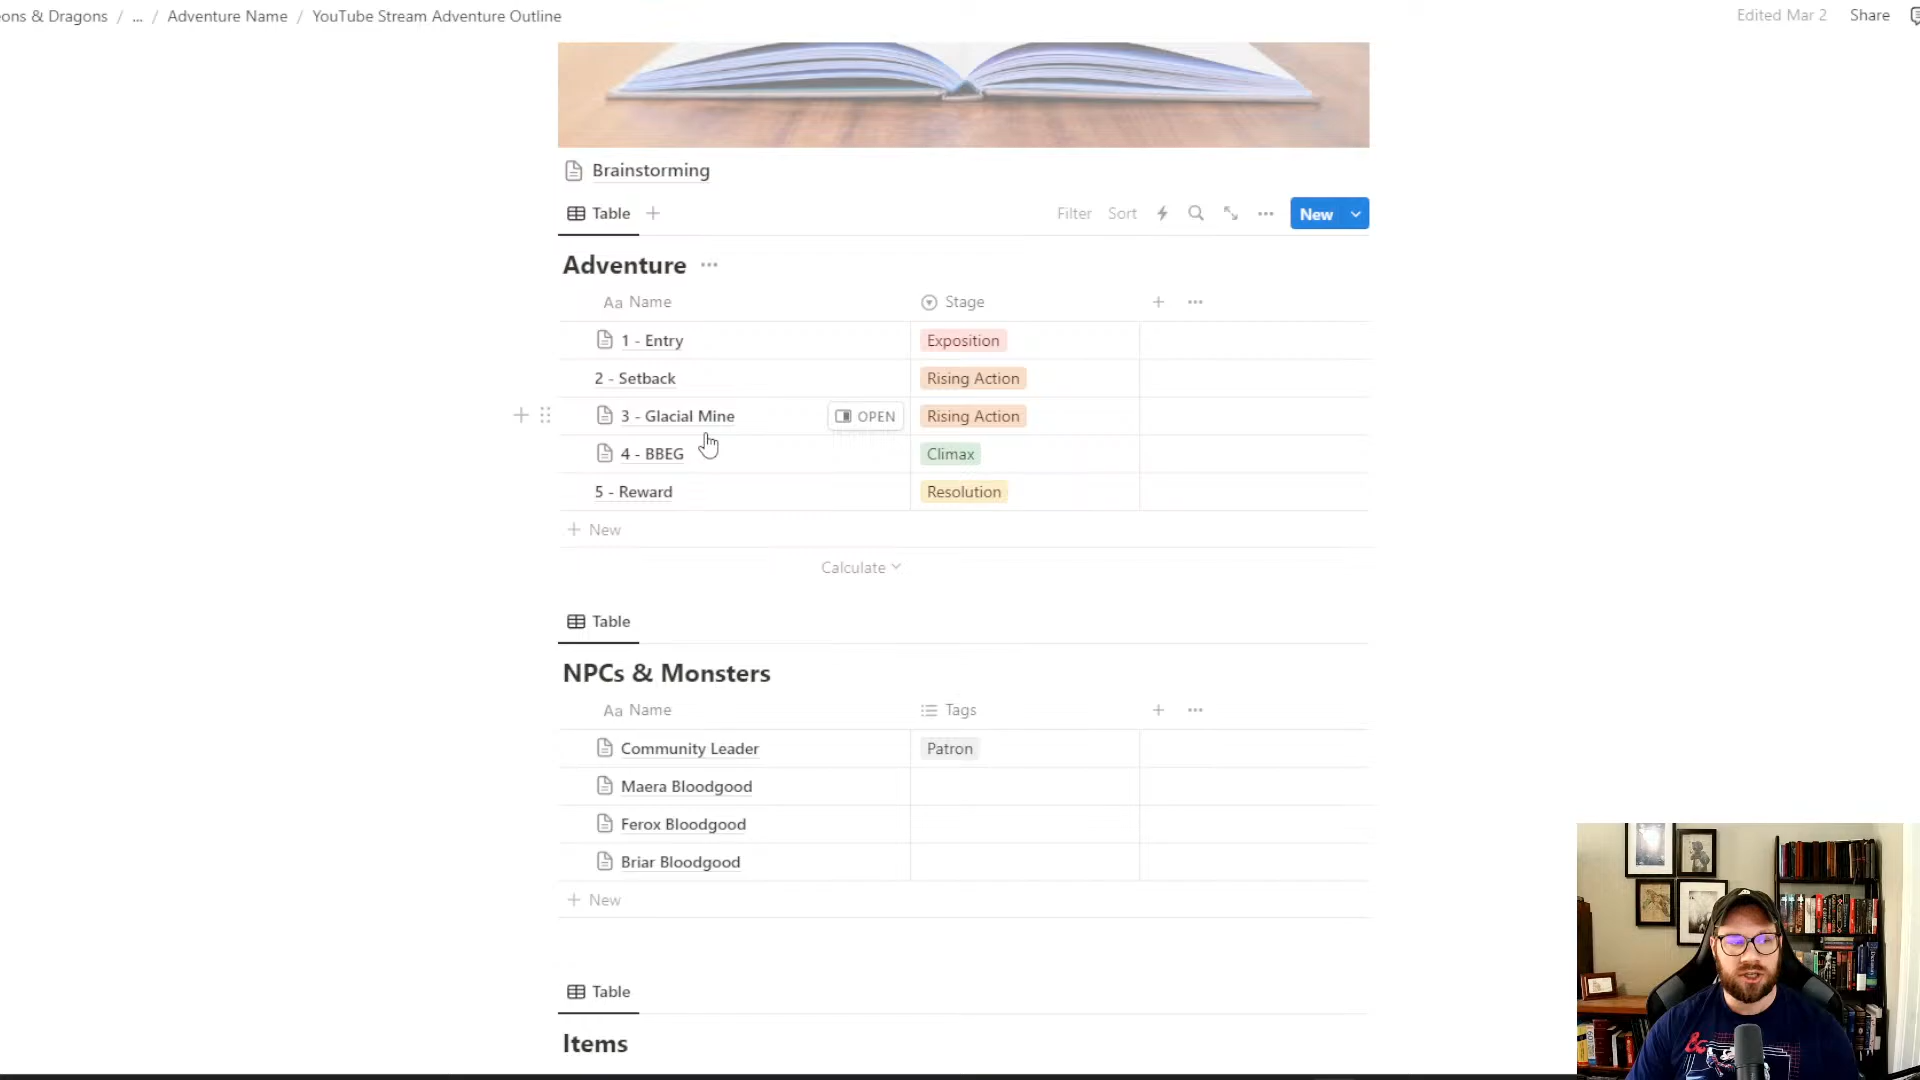 ons & Dragons / ... / Adventure Name / YouTube Stream Adventure Outline
Edited Mar 2 Share
Brainstorming
Table
Filter Sort New
Adventure
Aa Name Stage
1 - Entry Exposition
2 - Setback Rising Action
3 - Glacial Mine OPEN Rising Action
4 - BBEG Climax
5 - Reward Resolution
New
Calculate
Table
NPCs & Monsters
Aa Name Tags
Community Leader Patron
Maera Bloodgood
Ferox Bloodgood
Briar Bloodgood
New
Table
Items